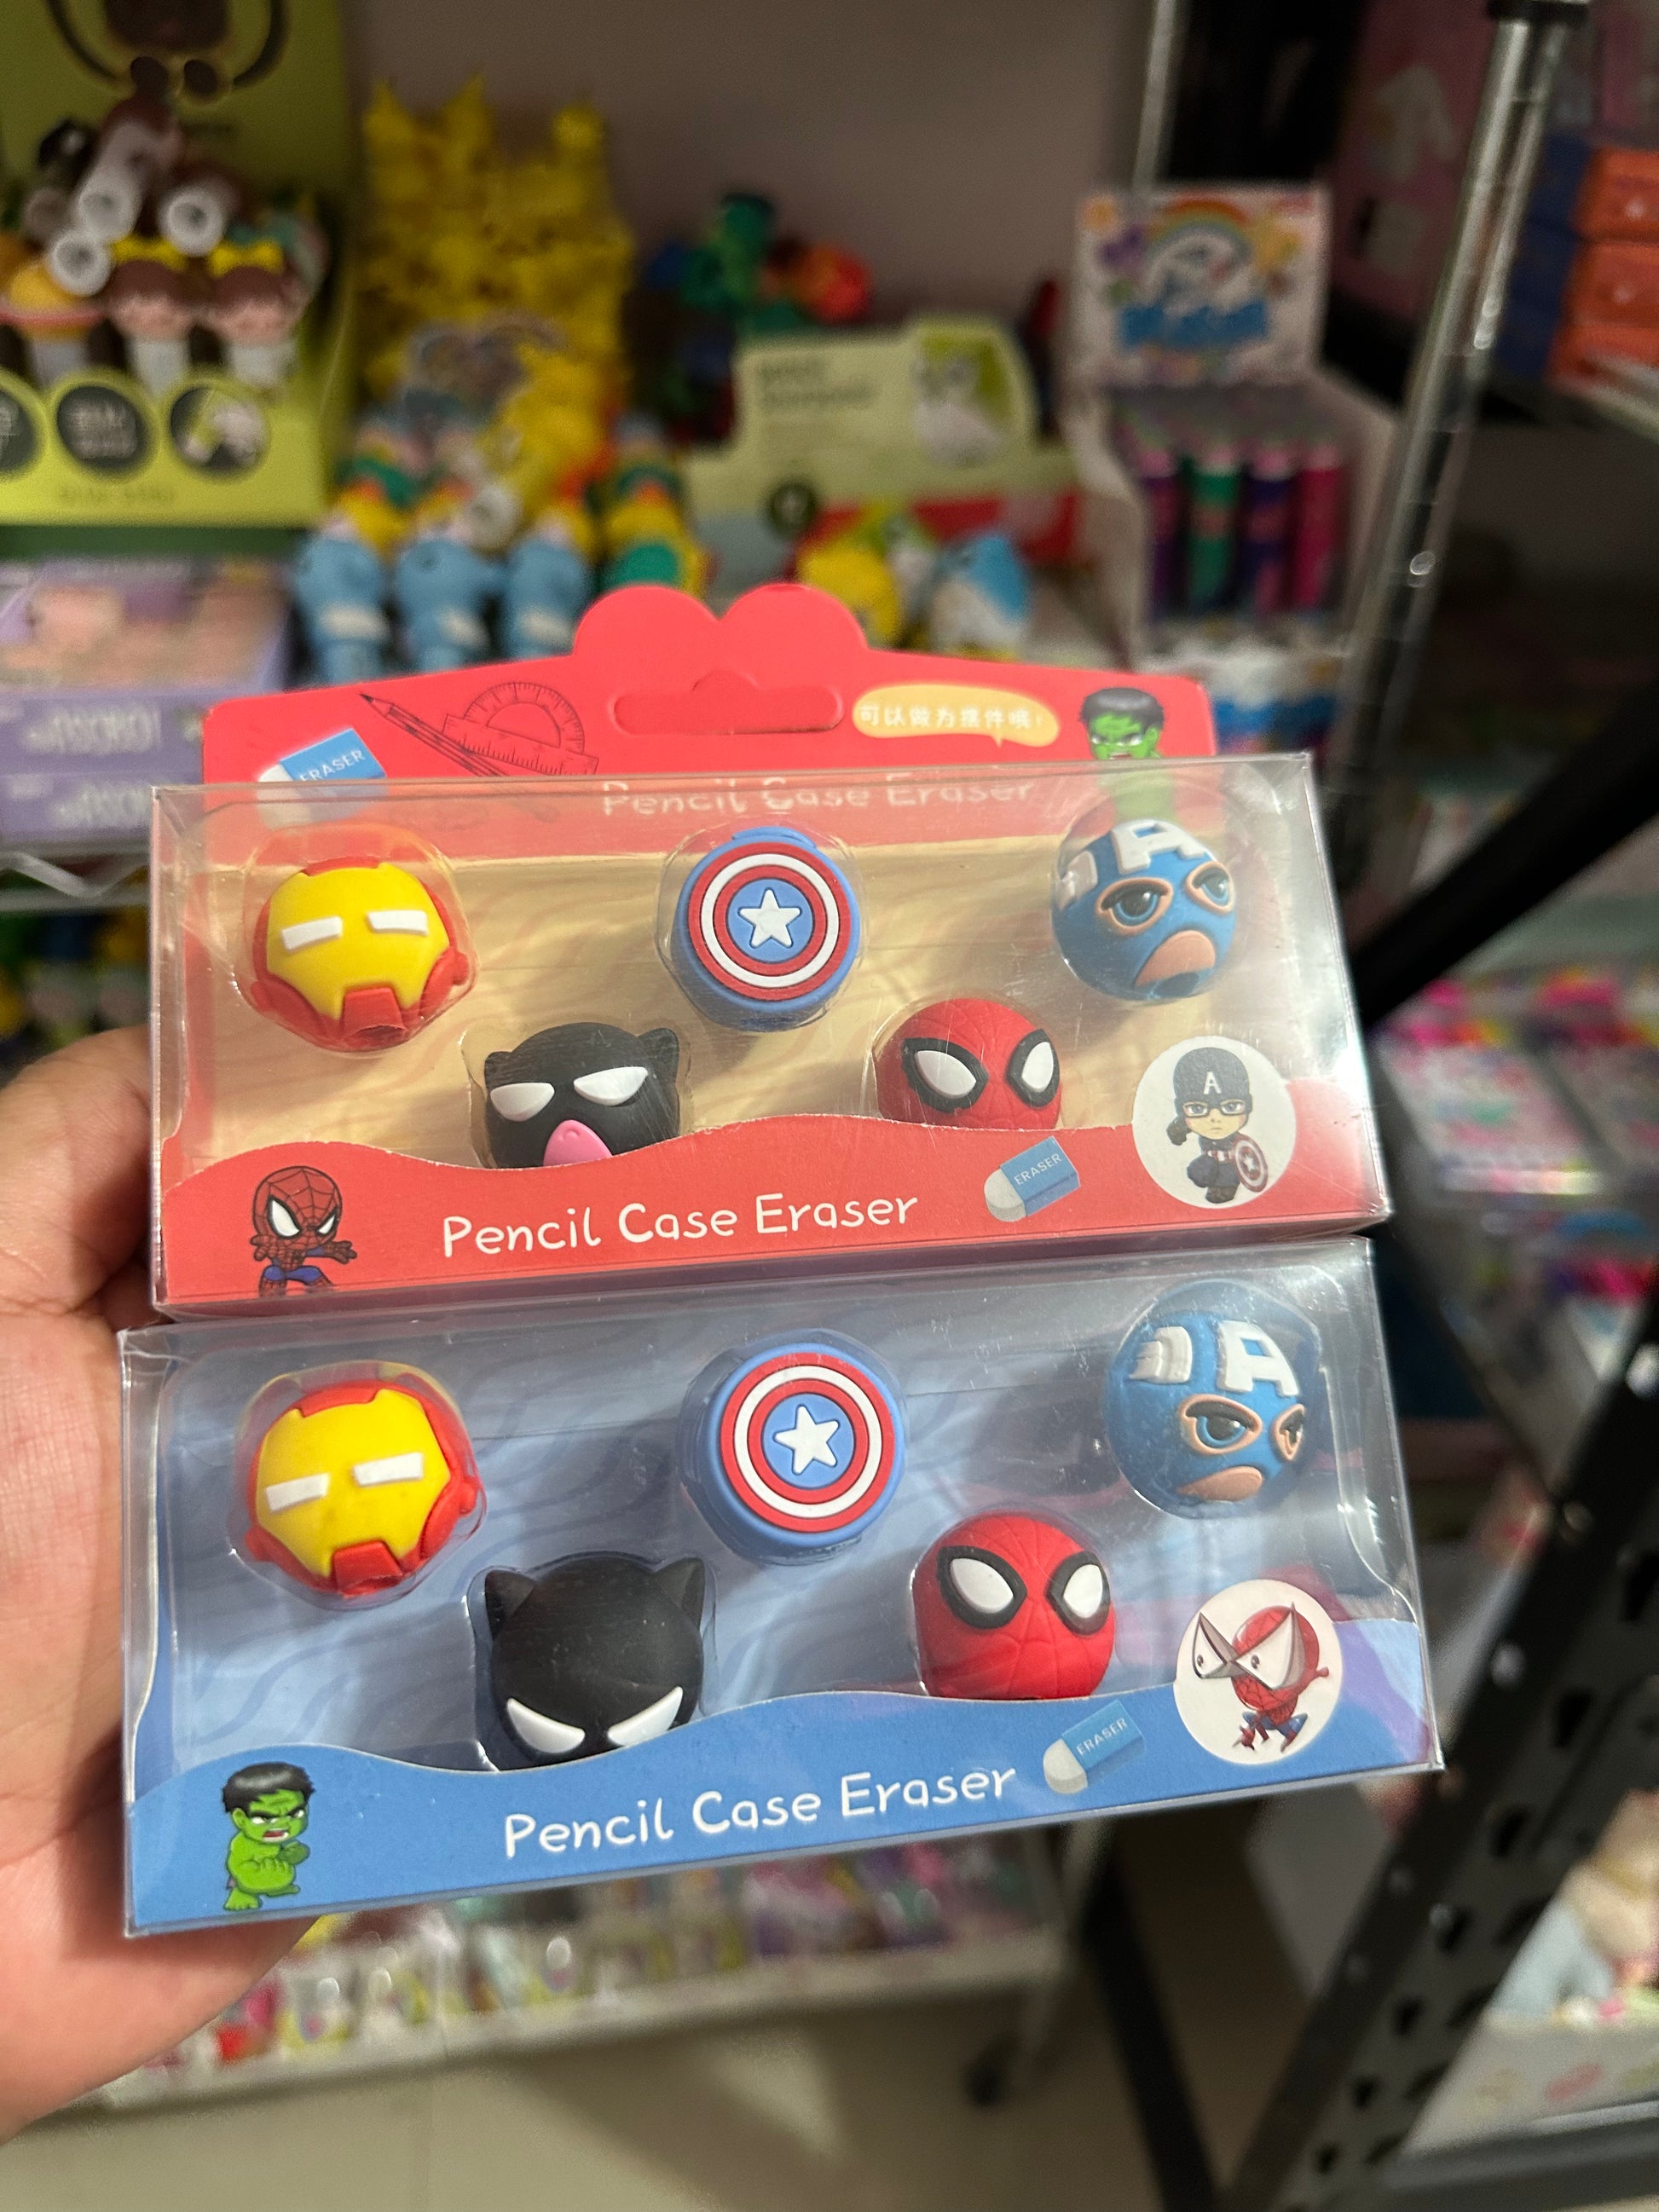 可以做为摆件哦!
ERASER
Pencil Case Eraser
A
A
ERASER
Pencil Case Eraser
A
ERASER
Pencil Case Eraser